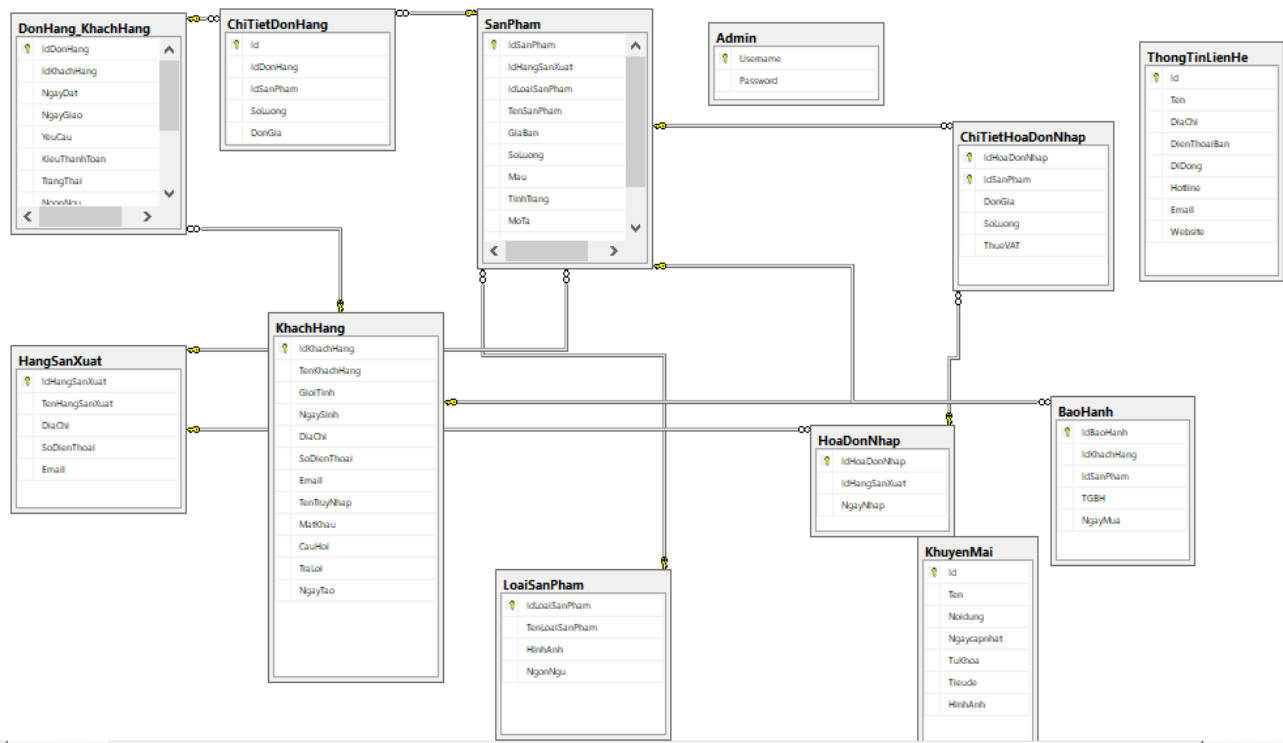 DonHang_KhachHang
IdDonHang
IdKhachHang
NgayDat
NgayGiao
YeuCau
KieuThanhToan
TrangThai
NgonNgu
ChiTietDonHang
Id
IdDonHang
IdSanPham
SoLuong
DonGia
SanPham
IdSanPham
IdHangSanXuat
IdLoaiSanPham
TenSanPham
GiaBan
SoLuong
Mau
TinhTrang
MoTa
Admin
Username
Password
ChiTietHoaDonNhap
IdHoaDonNhap
IdSanPham
DonGia
SoLuong
ThueVAT
ThongTinLienHe
Id
Ten
DiaChi
DienThoaiBan
DiDong
Hotline
Email
Website
HangSanXuat
IdHangSanXuat
TenHangSanXuat
DiaChi
SoDienThoai
Email
KhachHang
IdKhachHang
TenKhachHang
GioiTinh
NgaySinh
DiaChi
SoDienThoai
Email
TenTruyNhap
MatKhau
CauHoi
TraLoi
NgayTao
HoaDonNhap
IdHoaDonNhap
IdHangSanXuat
NgayNhap
BaoHanh
IdBaoHanh
IdKhachHang
IdSanPham
TGBH
NgayMua
LoaiSanPham
IdLoaiSanPham
TenLoaiSanPham
HinhAnh
NgonNgu
KhuyenMai
Id
Ten
Noidung
Ngaycapnhat
TuKhoa
Tieude
HinhAnh